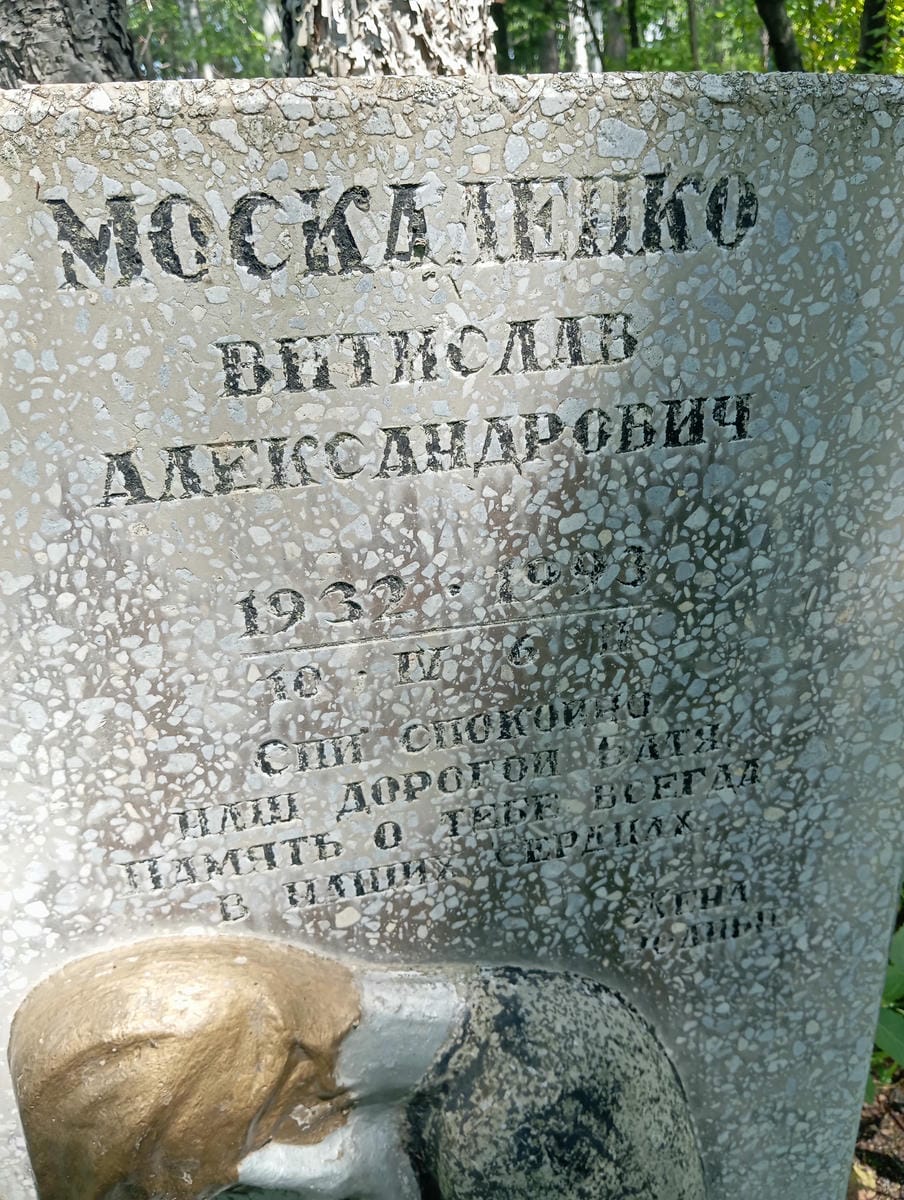 МОСКАЛЕНКО
ВИТИСЛАВ
АЛЕКСАНДРОВИЧ
1932 · 1993
10 · IV 6 · II
СПИ СПОКОЙНО
НАШ ДОРОГОЙ БАТЯ
ПАМЯТЬ О ТЕБЕ ВСЕГДА
В НАШИХ СЕРДЦАХ.
ЖЕНА